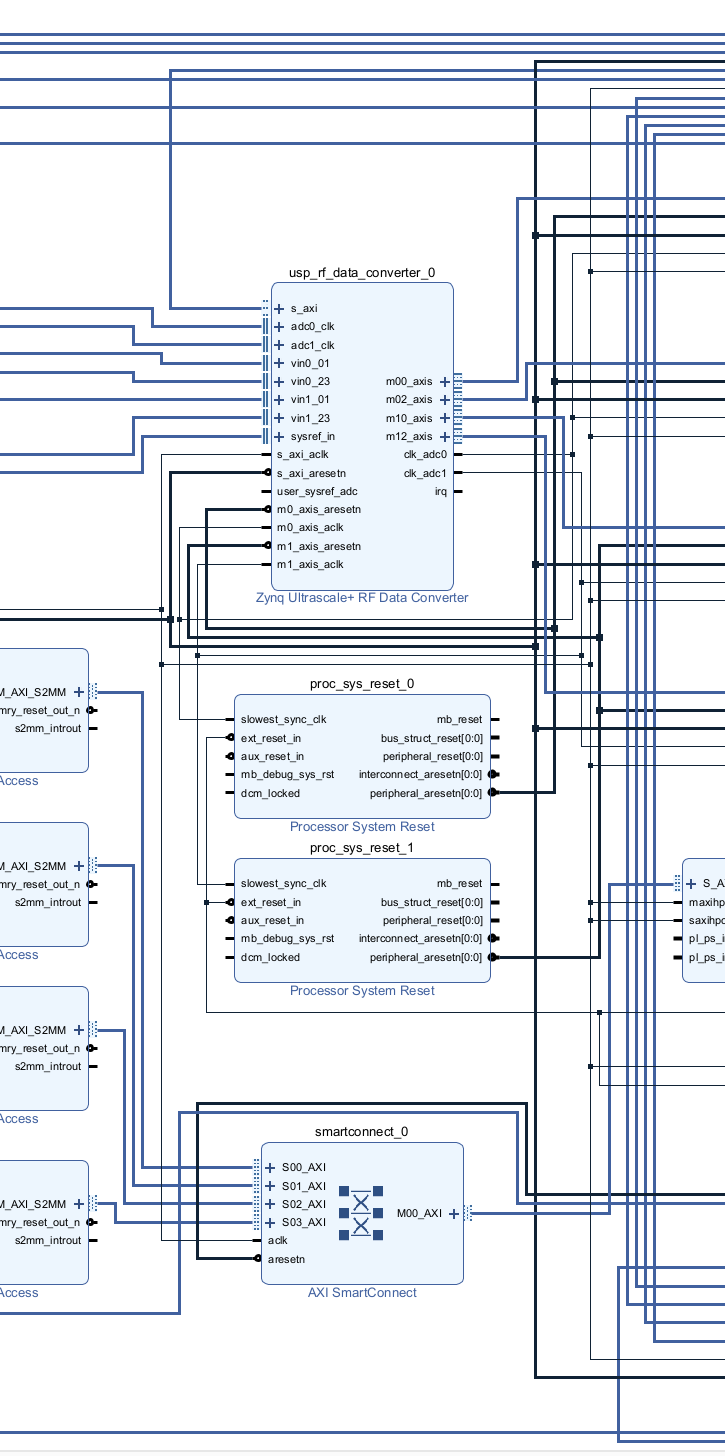 usp_rf_data_converter_0
s_axi
adc0_clk
adc1_clk
vin0_01
vin0_23
vin1_01
vin1_23
sysref_in
s_axi_aclk
s_axi_aresetn
user_sysref_adc
m0_axis_aresetn
m0_axis_aclk
m1_axis_aresetn
m1_axis_aclk
m00_axis
m02_axis
m10_axis
m12_axis
clk_adc0
clk_adc1
irq
Zynq Ultrascale+ RF Data Converter
M_AXI_S2MM
mry_reset_out_n
s2mm_introut
Access
proc_sys_reset_0
slowest_sync_clk
ext_reset_in
aux_reset_in
mb_debug_sys_rst
dcm_locked
mb_reset
bus_struct_reset[0:0]
peripheral_reset[0:0]
interconnect_aresetn[0:0]
peripheral_aresetn[0:0]
Processor System Reset
M_AXI_S2MM
mry_reset_out_n
s2mm_introut
Access
proc_sys_reset_1
slowest_sync_clk
ext_reset_in
aux_reset_in
mb_debug_sys_rst
dcm_locked
mb_reset
bus_struct_reset[0:0]
peripheral_reset[0:0]
interconnect_aresetn[0:0]
peripheral_aresetn[0:0]
Processor System Reset
S_A
maxihp
saxihp
pl_ps_i
pl_ps_i
M_AXI_S2MM
mry_reset_out_n
s2mm_introut
Access
M_AXI_S2MM
mry_reset_out_n
s2mm_introut
Access
smartconnect_0
S00_AXI
S01_AXI
S02_AXI
S03_AXI
aclk
aresetn
M00_AXI
AXI SmartConnect